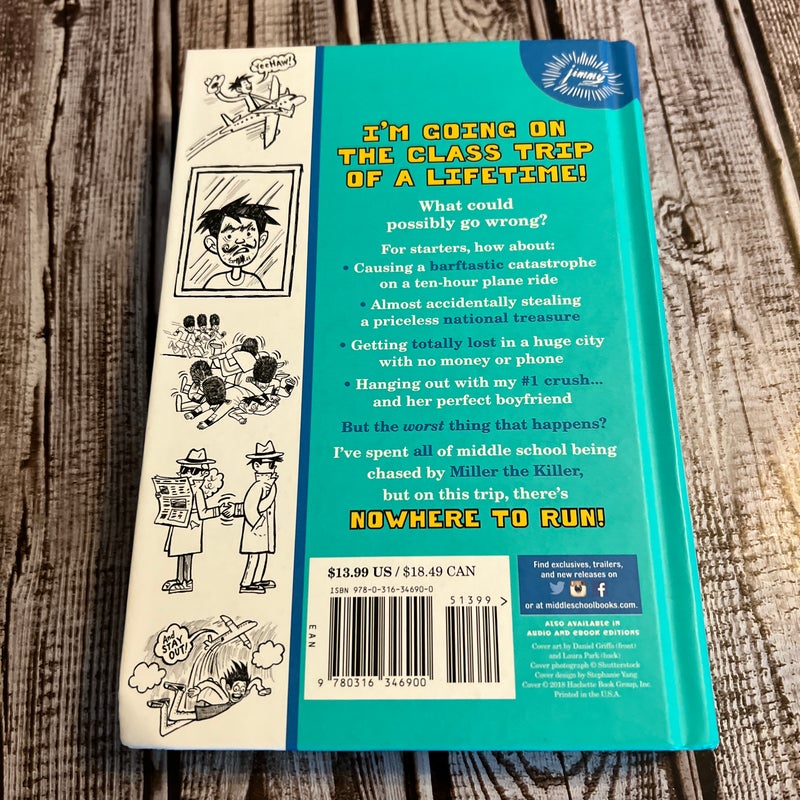 YeeHAW!
jimmy
I'M GOING ON
THE CLASS TRIP
OF A LIFETIME!
What could
possibly go wrong?
For starters, how about:
• Causing a barftastic catastrophe
on a ten-hour plane ride
• Almost accidentally stealing
a priceless national treasure
• Getting totally lost in a huge city
with no money or phone
• Hanging out with my #1 crush...
and her perfect boyfriend
But the worst thing that happens?
I've spent all of middle school being
chased by Miller the Killer,
but on this trip, there's
NOWHERE TO RUN!
And
STAY
OUT!
$13.99 US / $18.49 CAN
ISBN 978-0-316-34690-0
51399 >
EAN
9 780316 346900
Find exclusives, trailers,
and new releases on
f
or at middleschoolbooks.com.
ALSO AVAILABLE IN
AUDIO AND EBOOK EDITIONS
Cover art by Daniel Griffo (front)
and Laura Park (back)
Cover photograph © Shutterstock
Cover design by Stephanie Yang
Cover © 2018 Hachette Book Group, Inc.
Printed in the U.S.A.